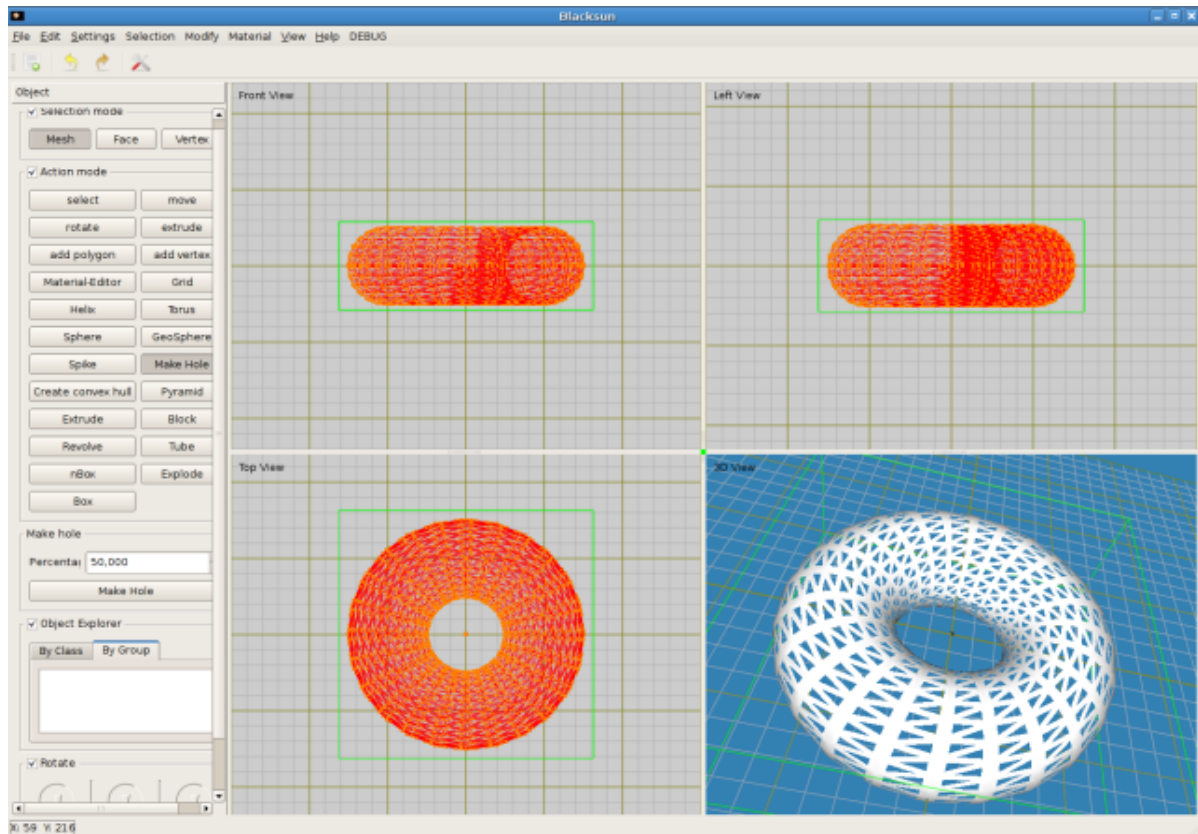 Blacksun
File Edit Settings Selection Modify Material View Help DEBUG
Object
Selection mode
Mesh Face Vertex
Action mode
select move
rotate extrude
add polygon add vertex
Material-Editor Grid
Helix Torus
Sphere GeoSphere
Spike Make Hole
Create convex hull Pyramid
Extrude Block
Revolve Tube
nBox Explode
Box
Make hole
Percentag 50,000
Make Hole
Object Explorer
By Class By Group
Rotate
X: 59 Y: 216
Front View
Left View
Top View
3D View